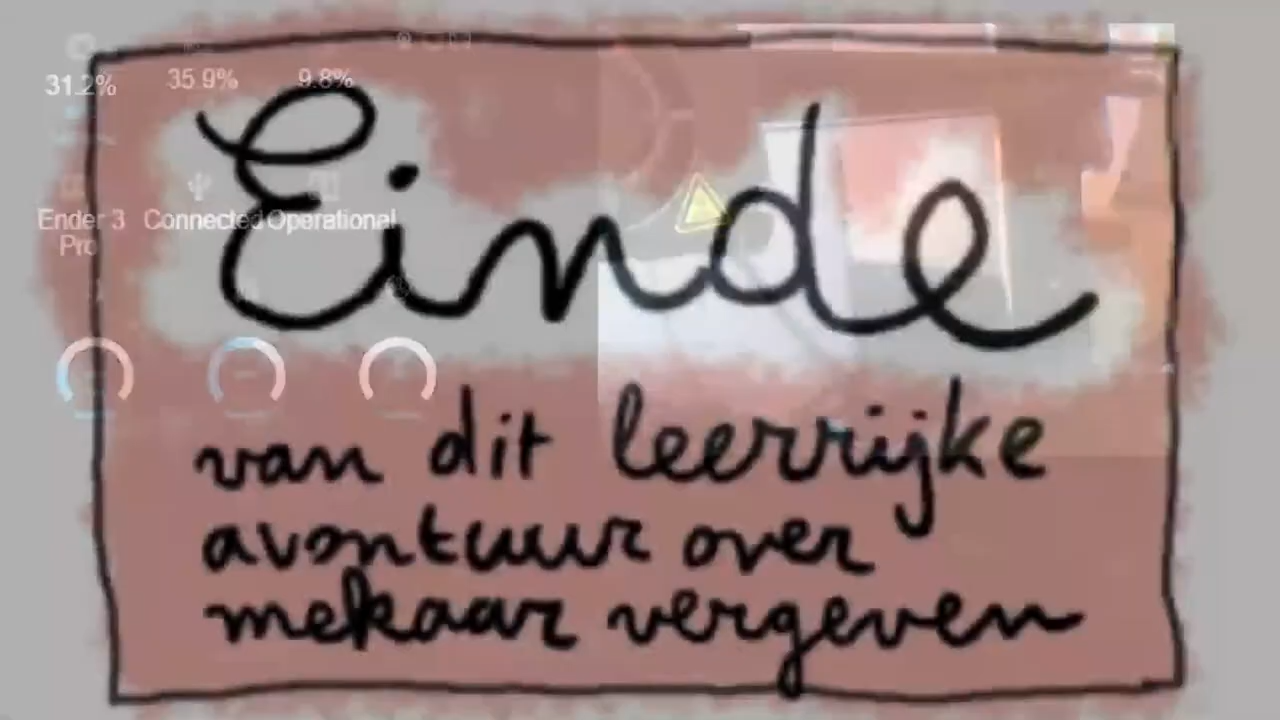 31.2% 35.9% 9.8%
Einde
Ender 3 Pro Connected Operational
van dit leerrijke
avontuur over
mekaar vergeven